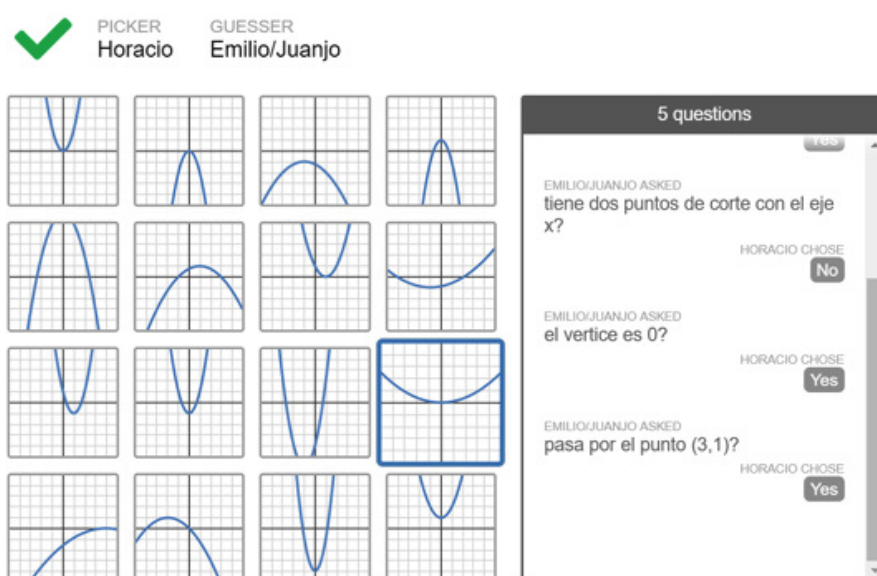 PICKER
GUESSER
Horacio
Emilio/Juanjo
5 questions
Yes
EMILIO/JUANJO ASKED
tiene dos puntos de corte con el eje
x?
HORACIO CHOSE
No
EMILIO/JUANJO ASKED
el vertice es 0?
HORACIO CHOSE
Yes
EMILIO/JUANJO ASKED
pasa por el punto (3,1)?
HORACIO CHOSE
Yes